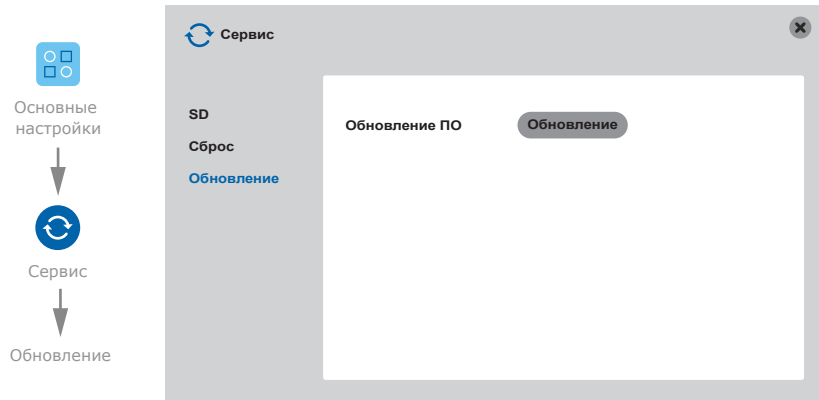 Основные
настройки
Сервис
Обновление
Сервис
SD
Сброс
Обновление
Обновление ПО
Обновление